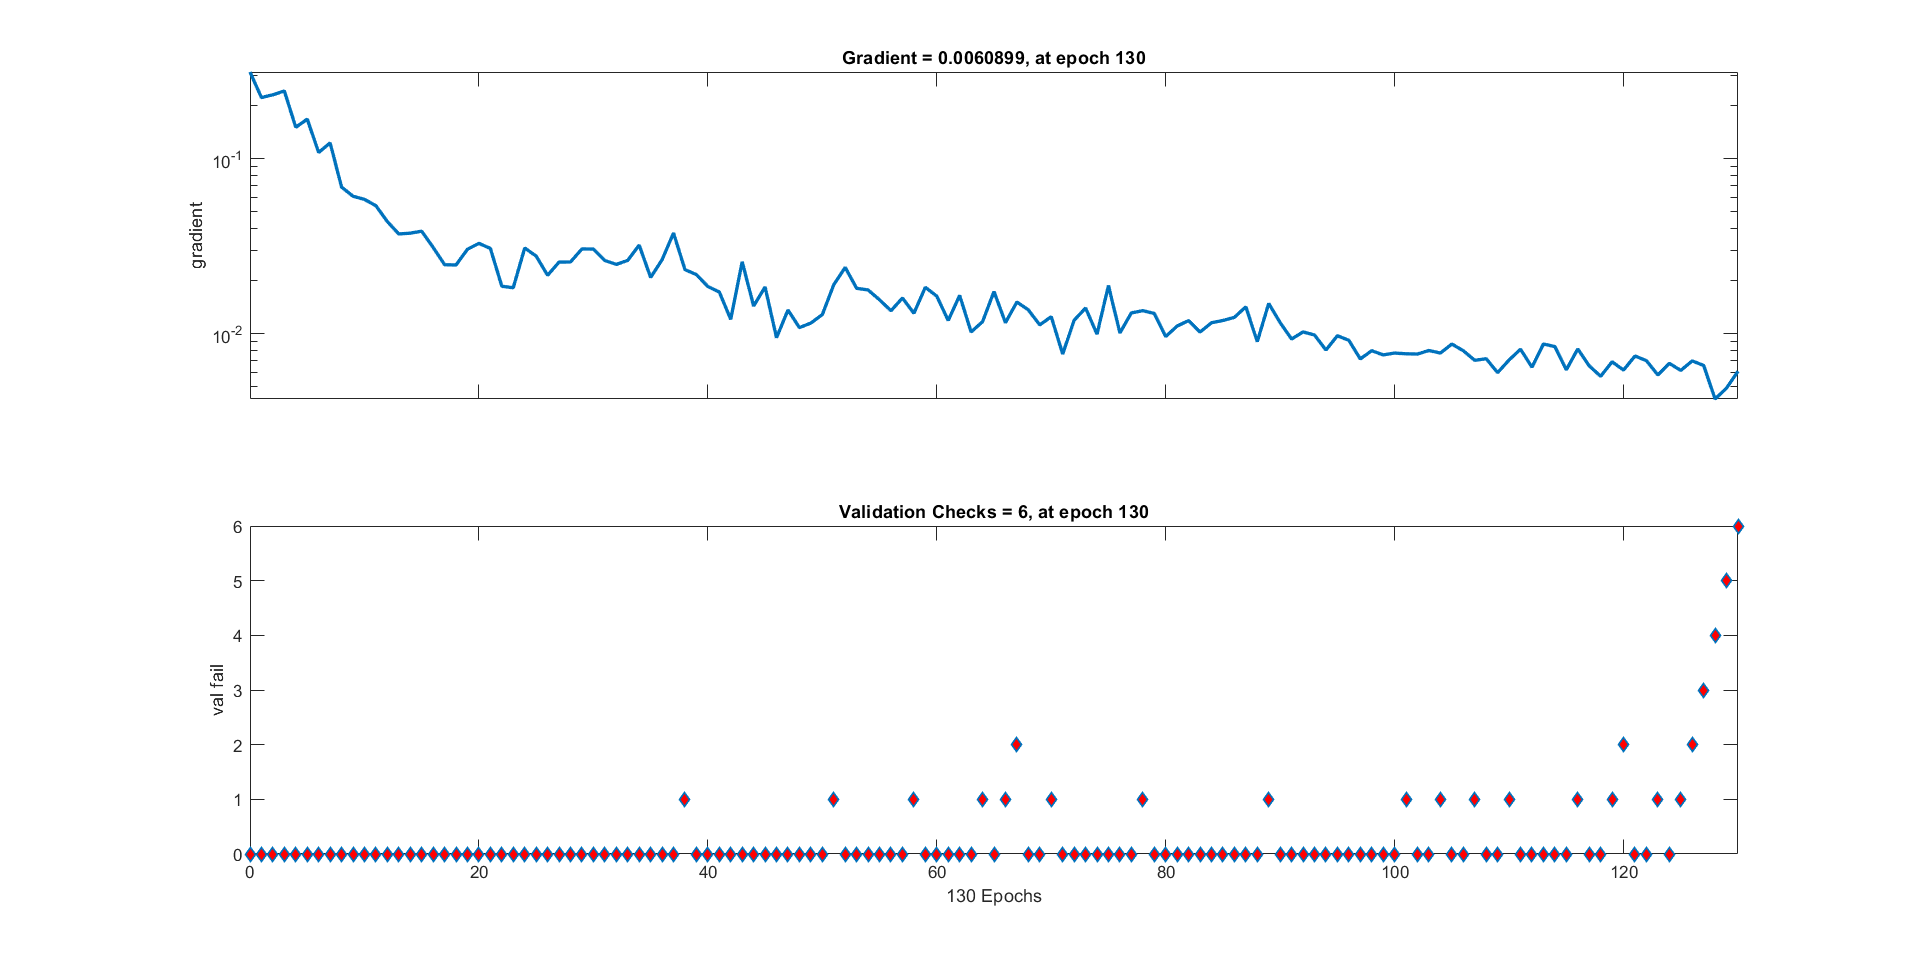 Gradient = 0.0060899, at epoch 130
10^-1
10^-2
gradient
Validation Checks = 6, at epoch 130
6
5
4
3
2
1
0
val fail
0 20 40 60 80 100 120
130 Epochs